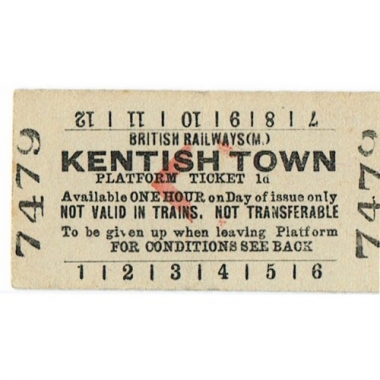 7 | 8 | 9 | 10 | 11 | 12
BRITISH RAILWAYS (M.)
KENTISH TOWN
PLATFORM TICKET 1d
Available ONE HOUR on Day of issue only
NOT VALID IN TRAINS. NOT TRANSFERABLE
To be given up when leaving Platform
FOR CONDITIONS SEE BACK
1 | 2 | 3 | 4 | 5 | 6
7479
7479